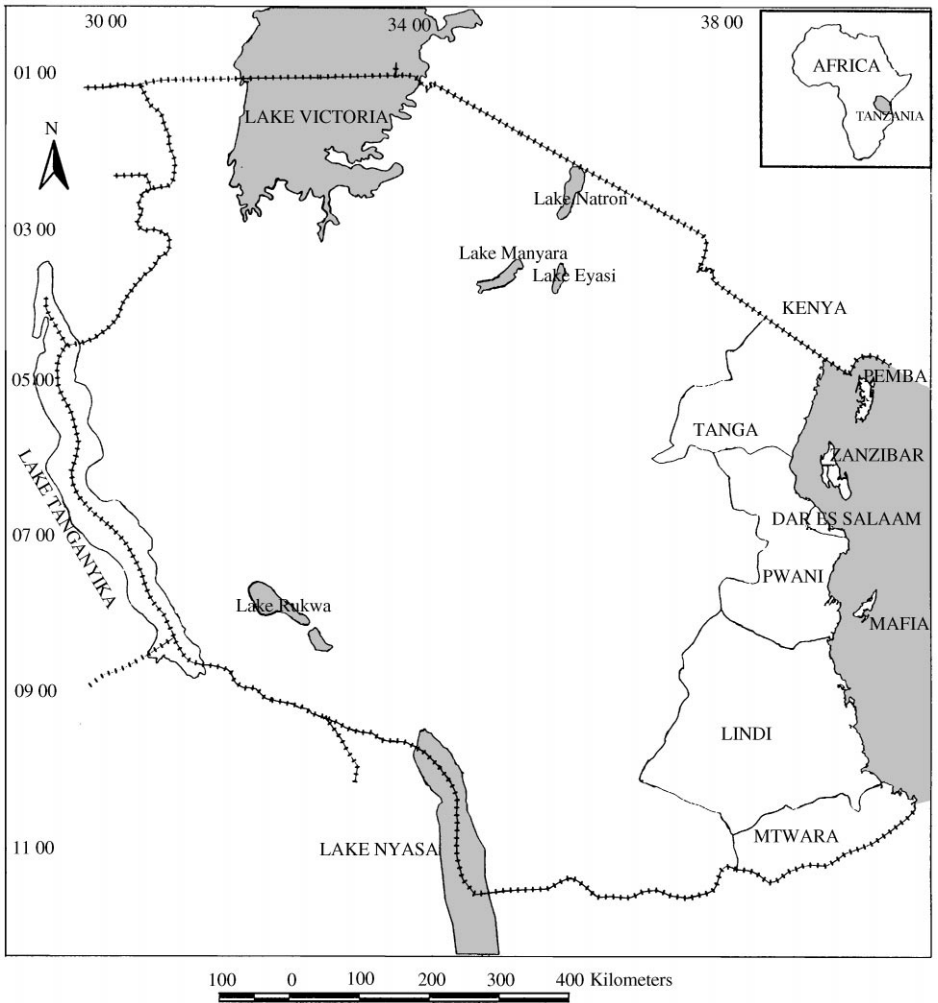 30 00
34 00
38 00
01 00
AFRICA
TANZANIA
LAKE VICTORIA
N
Lake Natron
03 00
Lake Manyara
Lake Eyasi
KENYA
05 00
PEMBA
TANGA
ZANZIBAR
LAKE TANGANYIKA
DAR ES SALAAM
07 00
PWANI
Lake Rukwa
MAFIA
09 00
LINDI
MTWARA
11 00
LAKE NYASA
100 0 100 200 300 400 Kilometers